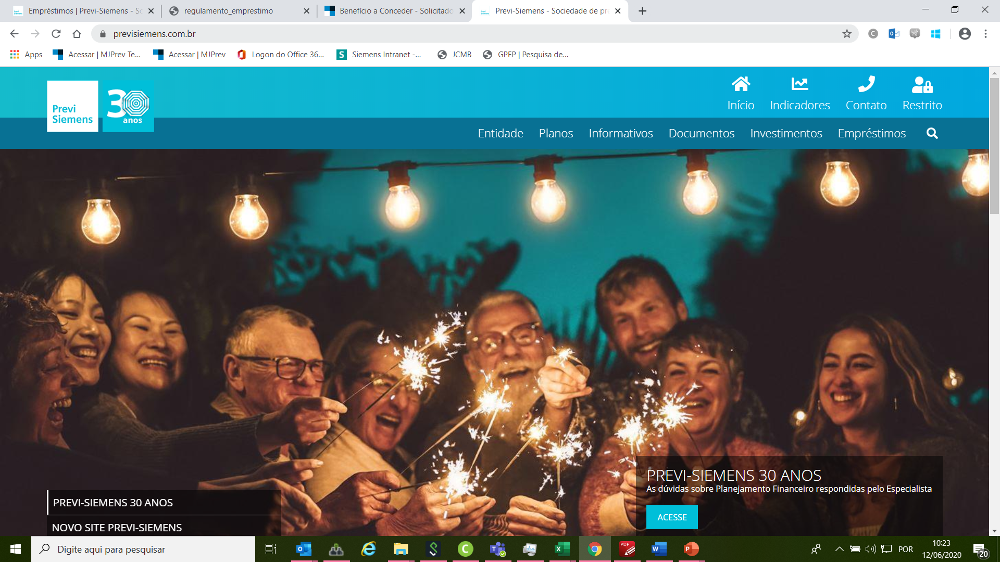 Empréstimos | Previ-Siemens - Sc
regulamento_emprestimo
Benefício a Conceder - Solicitado
Previ-Siemens - Sociedade de pre
previsiemens.com.br
Apps
Acessar | MJPrev Te...
Acessar | MJPrev
Logon do Office 36...
Siemens Intranet -...
JCMB
GPFP | Pesquisa de...
Previ
Siemens
30
anos
Início
Indicadores
Contato
Restrito
Entidade
Planos
Informativos
Documentos
Investimentos
Empréstimos
PREVI-SIEMENS 30 ANOS
As dúvidas sobre Planejamento Financeiro respondidas pelo Especialista
ACESSE
PREVI-SIEMENS 30 ANOS
NOVO SITE PREVI-SIEMENS
Digite aqui para pesquisar
PDF
POR
10:23
12/06/2020
20